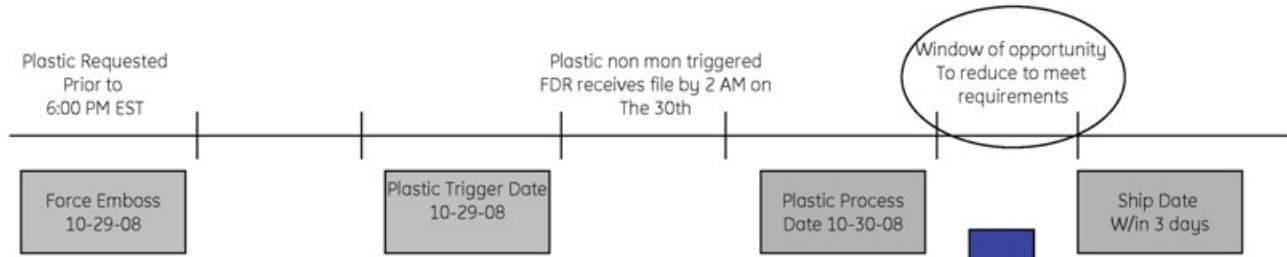 Plastic Requested
Prior to
6:00 PM EST
Plastic non mon triggered
FDR receives file by 2 AM on
The 30th
Window of opportunity
To reduce to meet
requirements
Force Emboss
10-29-08
Plastic Trigger Date
10-29-08
Plastic Process
Date 10-30-08
Ship Date
W/in 3 days